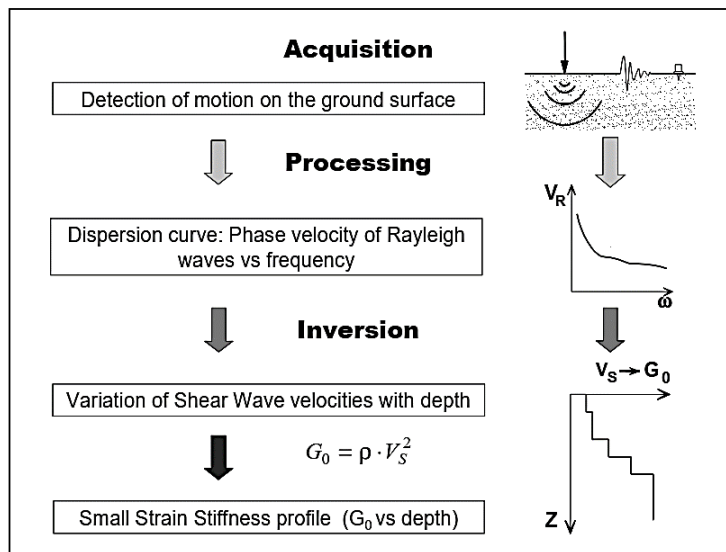 Acquisition
Detection of motion on the ground surface
Processing
V_R
Dispersion curve: Phase velocity of Rayleigh
waves vs frequency
ω
Inversion
V_S → G_0
Variation of Shear Wave velocities with depth
G_0 = ρ · V_S^2
Small Strain Stiffness profile (G_0 vs depth)
Z